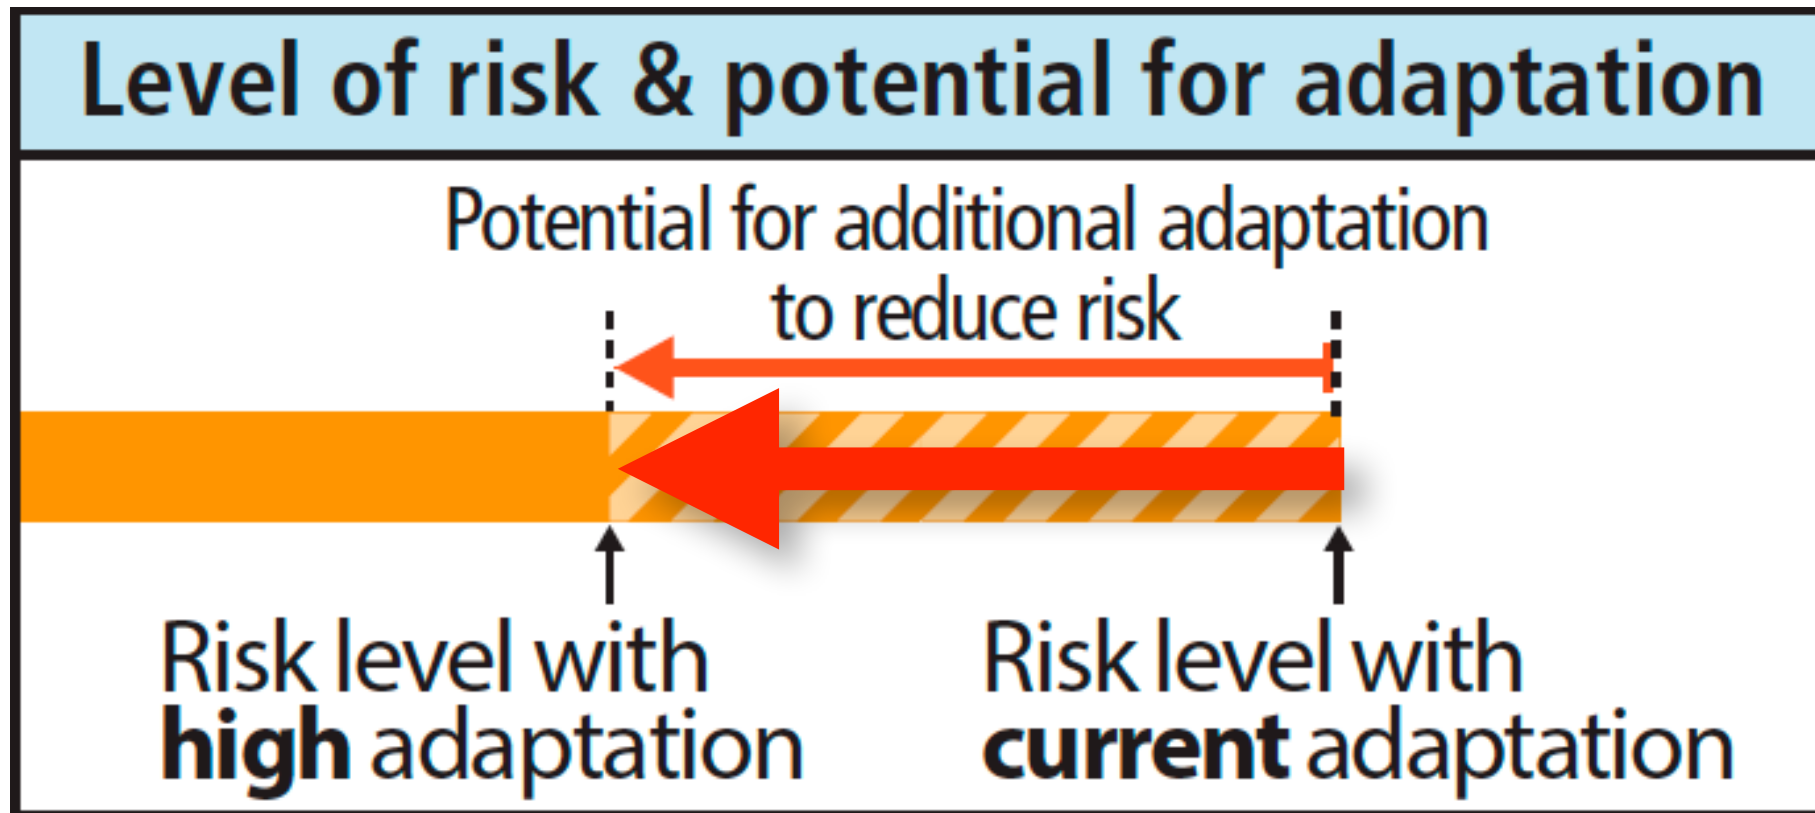 Level of risk & potential for adaptation
Potential for additional adaptation
to reduce risk
Risk level with
high adaptation
Risk level with
current adaptation